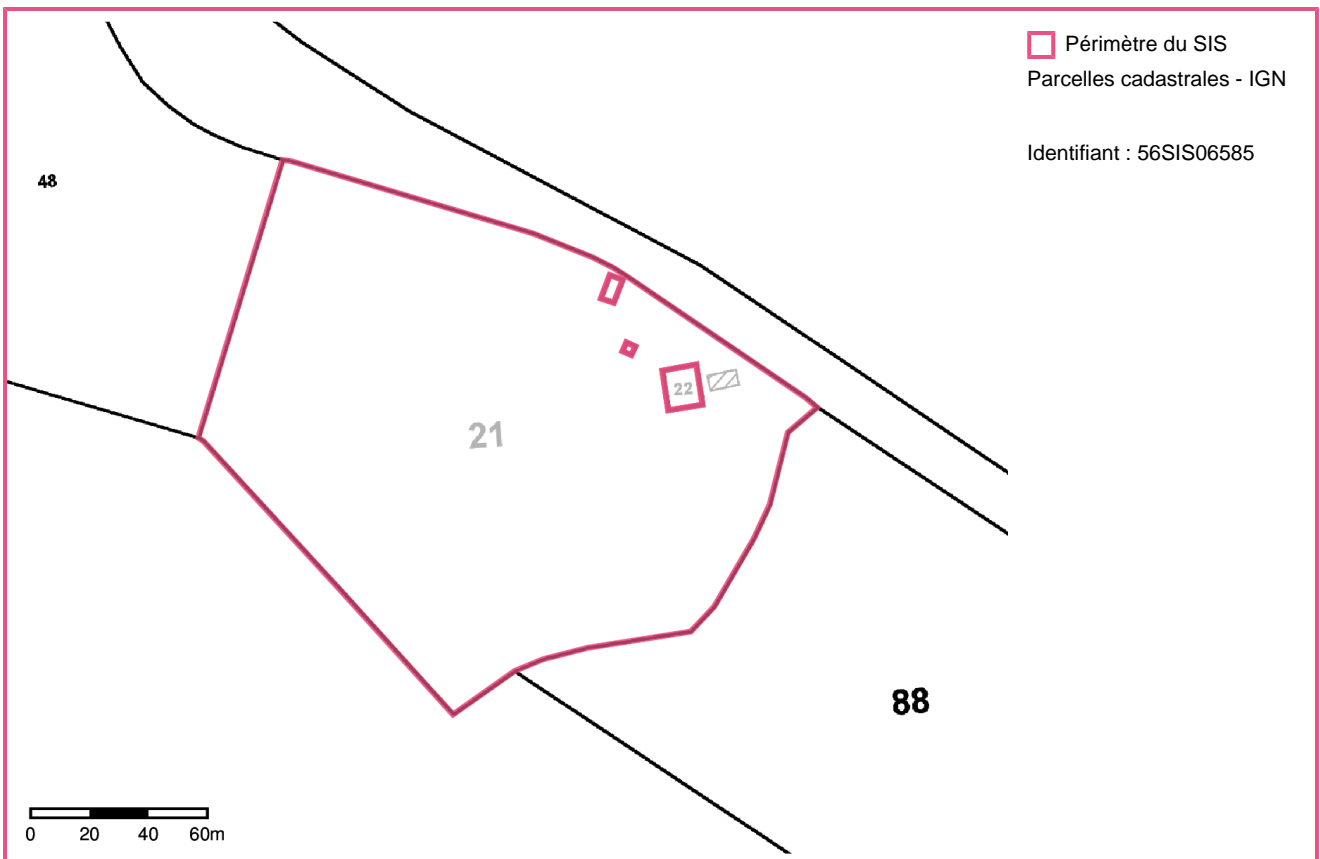 Périmètre du SIS
Parcelles cadastrales - IGN
Identifiant : 56SIS06585
48
22
21
88
0 20 40 60m